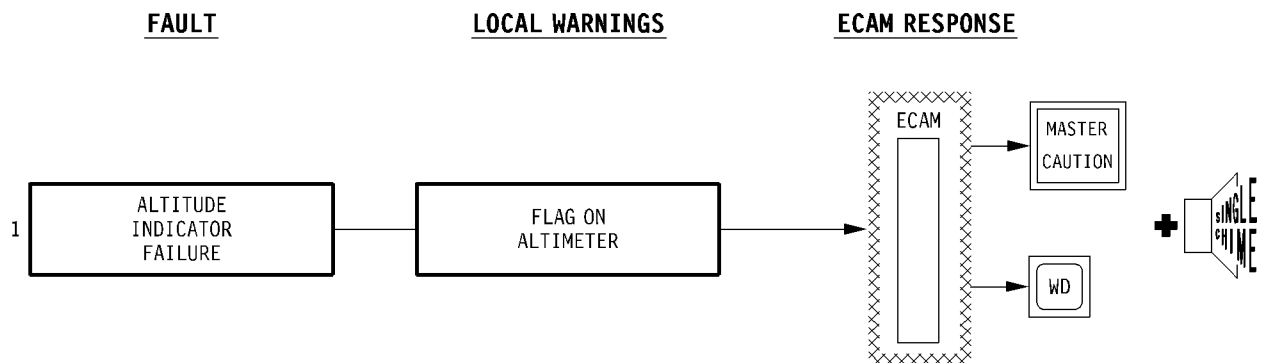 FAULT
LOCAL WARNINGS
ECAM RESPONSE
ECAM
MASTER
CAUTION
1
ALTITUDE
INDICATOR
FAILURE
FLAG ON
ALTIMETER
SINGLE
CHIME
WD